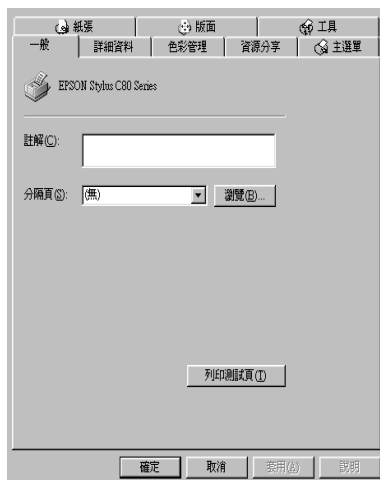 紙張 版面 工具
一般 詳細資料 色彩管理 資源分享 主選單
EPSON Stylus C80 Series
註解(C):
分隔頁(S): (無) 瀏覽(B)...
列印測試頁(T)
確定 取消 套用(A) 說明